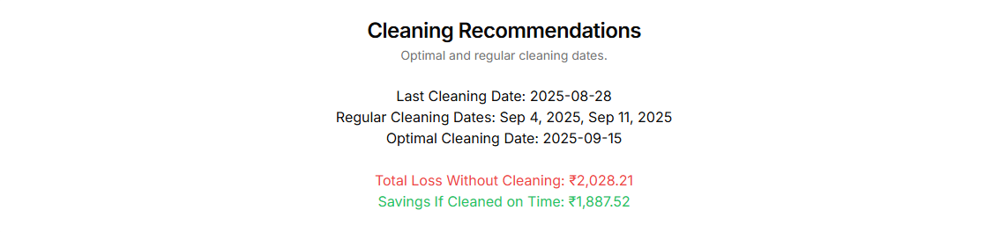 Cleaning Recommendations
Optimal and regular cleaning dates.
Last Cleaning Date: 2025-08-28
Regular Cleaning Dates: Sep 4, 2025, Sep 11, 2025
Optimal Cleaning Date: 2025-09-15
Total Loss Without Cleaning: ₹2,028.21
Savings If Cleaned on Time: ₹1,887.52